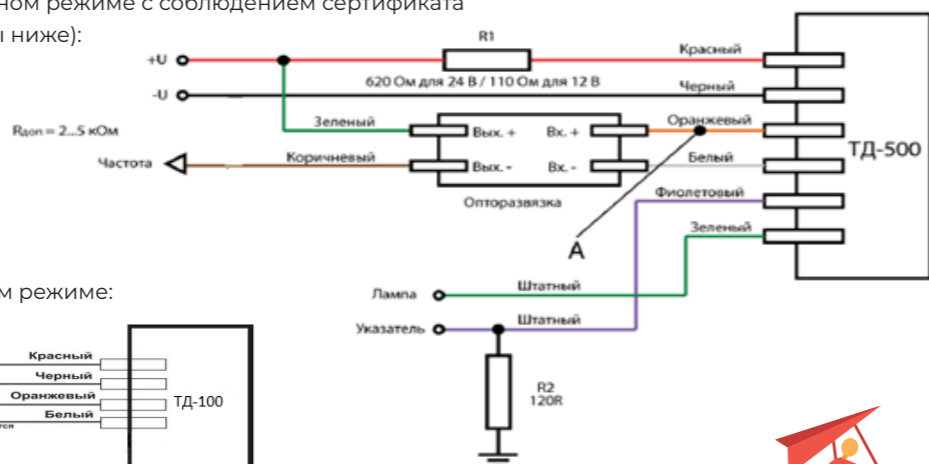 ном режиме с соблюдением сертификата
ы ниже):
R1
Красный
+U
620 Ом для 24 В / 110 Ом для 12 В
Черный
-U
Rдоп = 2...5 кОм
Зеленый
Вых. +
Вх. +
Оранжевый
ТД-500
Частота
Коричневый
Вых. -
Вх. -
Белый
Опторазвязка
Фиолетовый
Зеленый
A
м режиме:
Лампа
Штатный
Указатель
Штатный
Красный
Черный
Оранжевый
ТД-100
Белый
тся
R2
120R